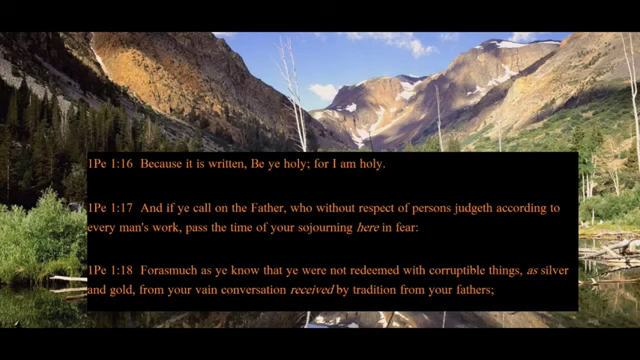 1Pe 1:16 Because it is written, Be ye holy; for I am holy.
1Pe 1:17 And if ye call on the Father, who without respect of persons judgeth according to
every man's work, pass the time of your sojourning here in fear:
1Pe 1:18 Forasmuch as ye know that ye were not redeemed with corruptible things, as silver
and gold, from your vain conversation received by tradition from your fathers;